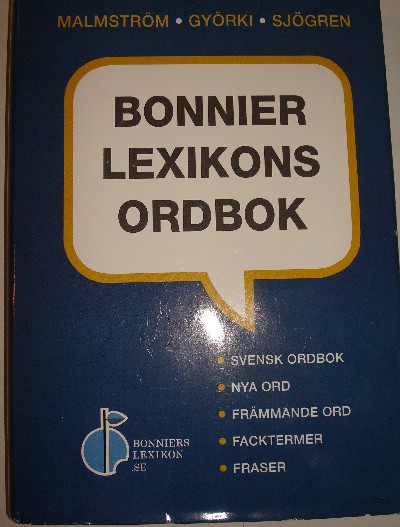 MALMSTRÖM • GYÖRKI • SJÖGREN
BONNIER
LEXIKONS
ORDBOK
• SVENSK ORDBOK
• NYA ORD
• FRÄMMANDE ORD
• FACKTERMER
• FRASER
BONNIERS
LEXIKON
.SE